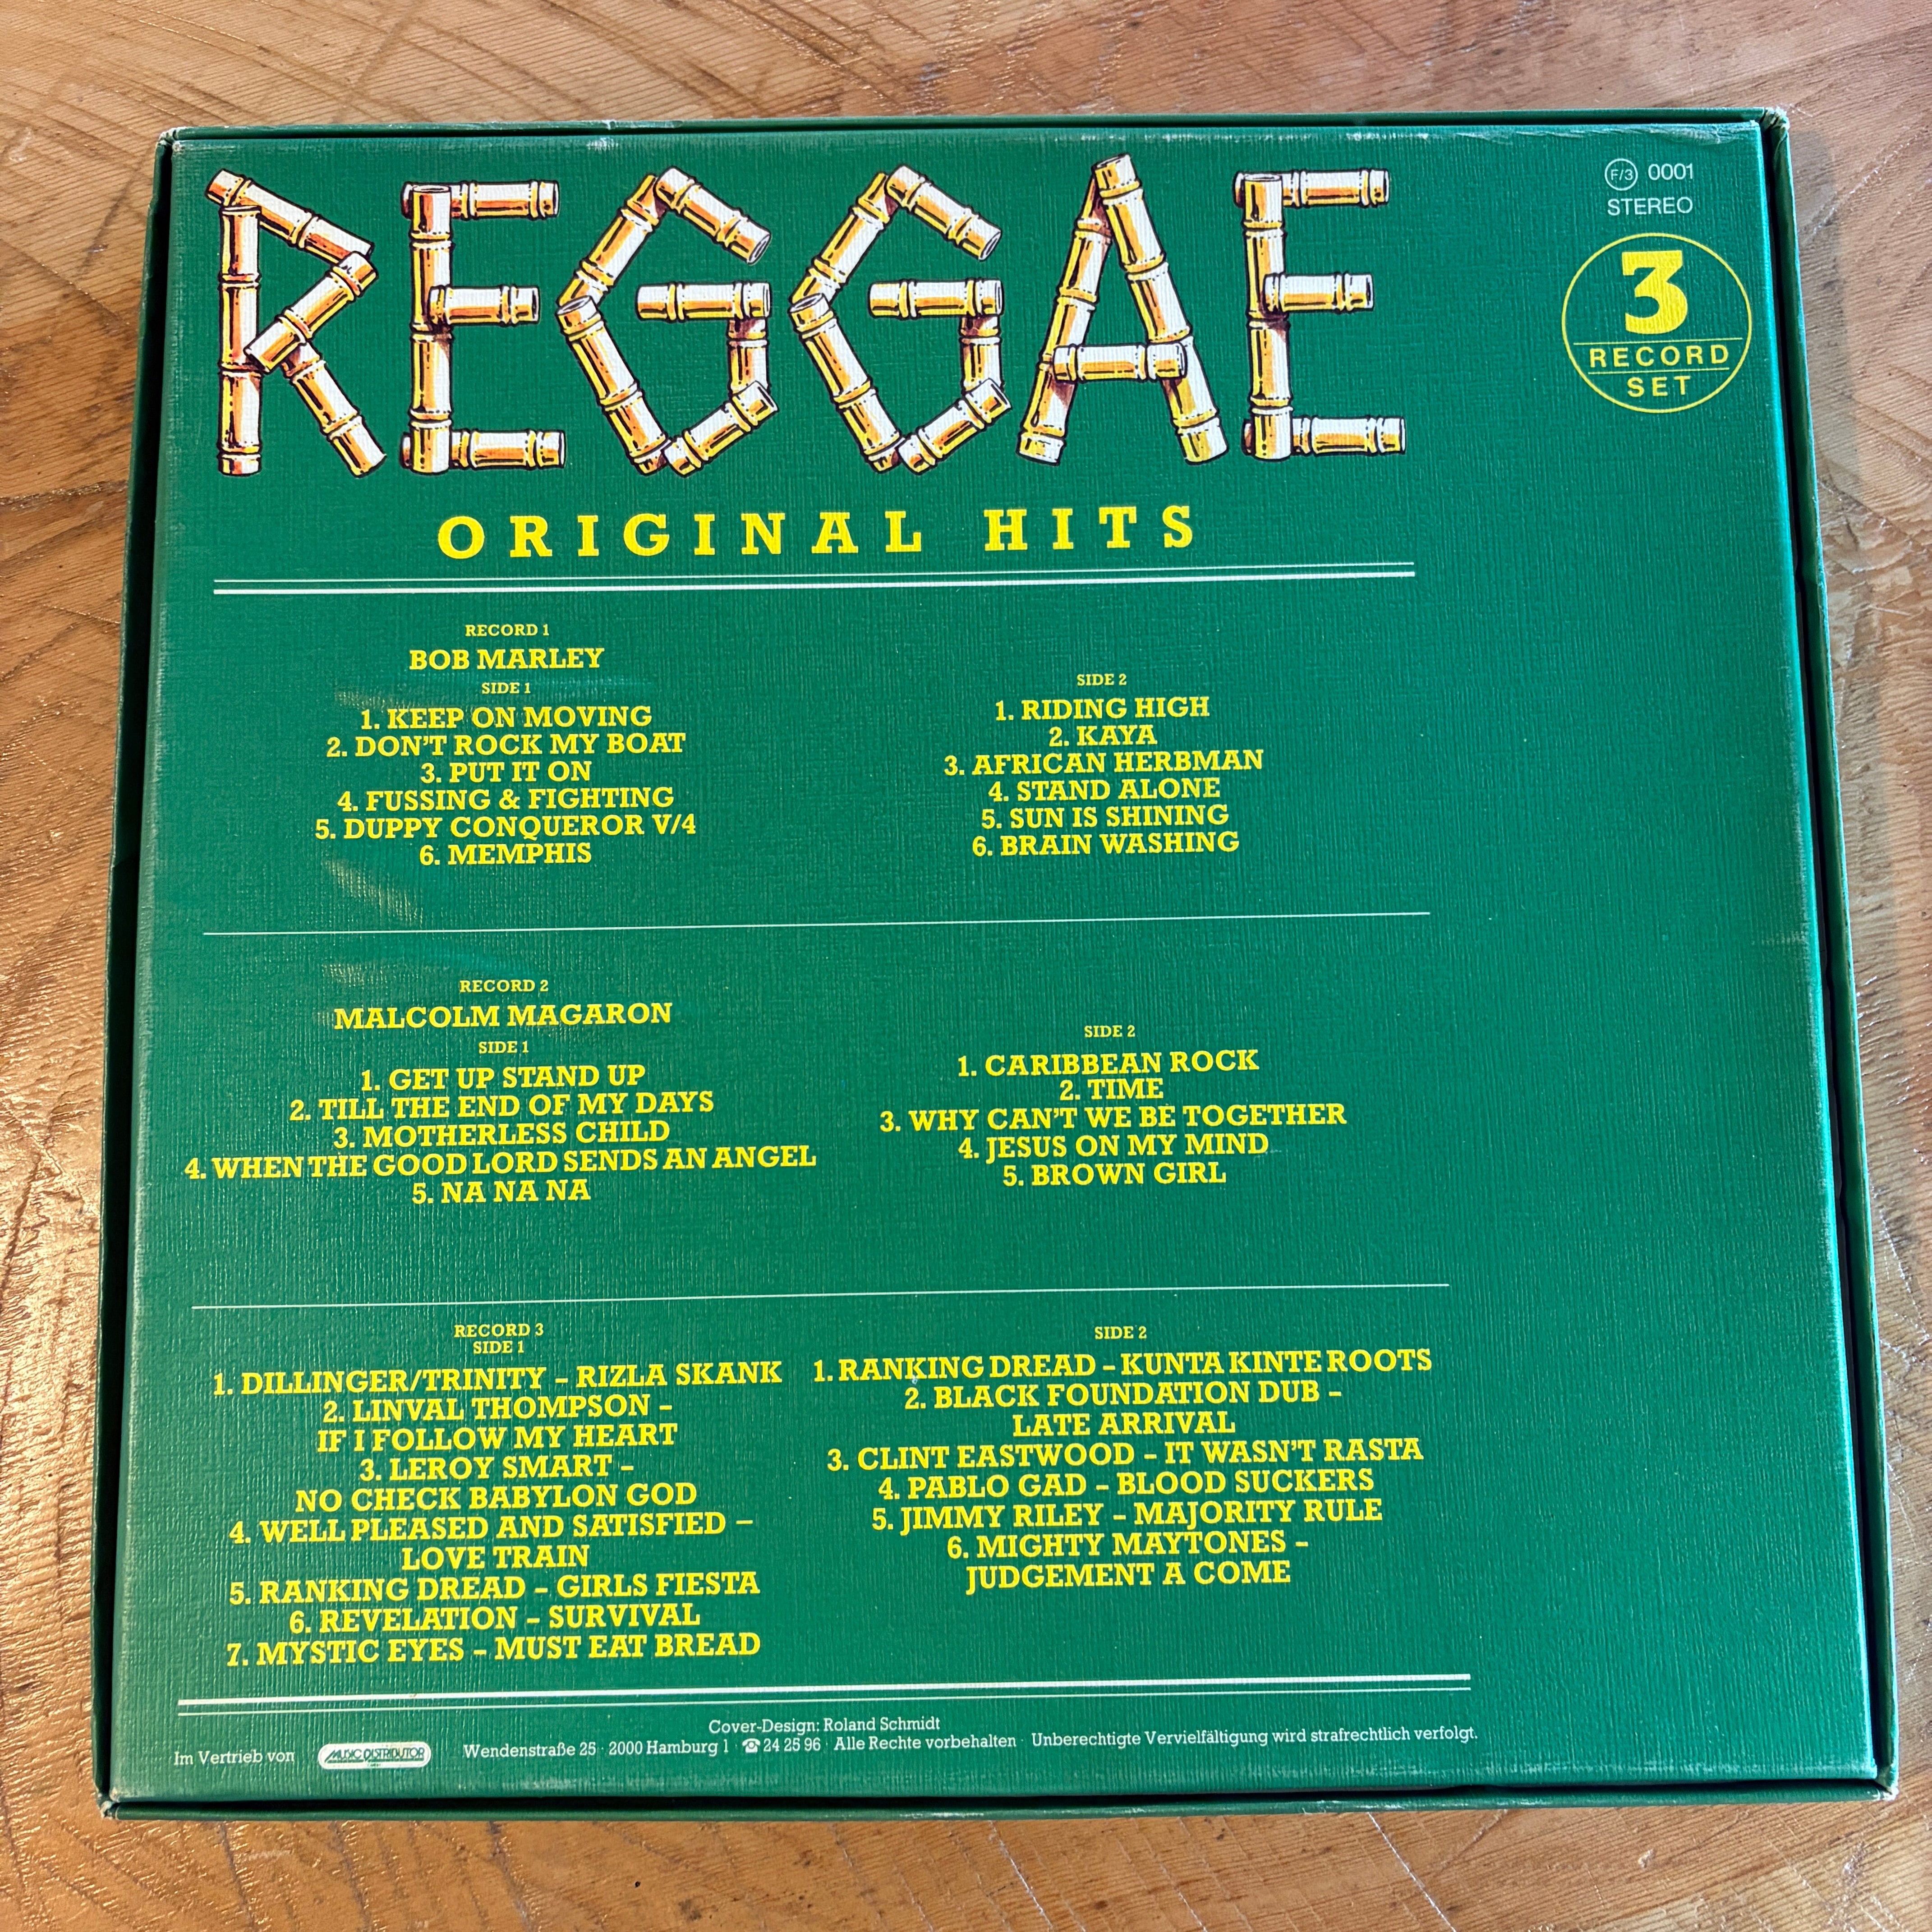 REGGAE
F/3 0001
STEREO
3
RECORD
SET
ORIGINAL HITS
RECORD 1
BOB MARLEY
SIDE 1
1. KEEP ON MOVING
2. DON'T ROCK MY BOAT
3. PUT IT ON
4. FUSSING & FIGHTING
5. DUPPY CONQUEROR V/4
6. MEMPHIS
SIDE 2
1. RIDING HIGH
2. KAYA
3. AFRICAN HERBMAN
4. STAND ALONE
5. SUN IS SHINING
6. BRAIN WASHING
RECORD 2
MALCOLM MAGARON
SIDE 1
1. GET UP STAND UP
2. TILL THE END OF MY DAYS
3. MOTHERLESS CHILD
4. WHEN THE GOOD LORD SENDS AN ANGEL
5. NA NA NA
SIDE 2
1. CARIBBEAN ROCK
2. TIME
3. WHY CAN'T WE BE TOGETHER
4. JESUS ON MY MIND
5. BROWN GIRL
RECORD 3
SIDE 1
1. DILLINGER/TRINITY – RIZLA SKANK
2. LINVAL THOMPSON –
IF I FOLLOW MY HEART
3. LEROY SMART –
NO CHECK BABYLON GOD
4. WELL PLEASED AND SATISFIED –
LOVE TRAIN
5. RANKING DREAD – GIRLS FIESTA
6. REVELATION – SURVIVAL
7. MYSTIC EYES – MUST EAT BREAD
SIDE 2
1. RANKING DREAD – KUNTA KINTE ROOTS
2. BLACK FOUNDATION DUB –
LATE ARRIVAL
3. CLINT EASTWOOD – IT WASN'T RASTA
4. PABLO GAD – BLOOD SUCKERS
5. JIMMY RILEY – MAJORITY RULE
6. MIGHTY MAYTONES –
JUDGEMENT A COME
Cover-Design: Roland Schmidt
Im Vertrieb von MUSIC DISTRIBUTOR Wendenstraße 25 · 2000 Hamburg 1 ☎ 24 25 96 · Alle Rechte vorbehalten · Unberechtigte Vervielfältigung wird strafrechtlich verfolgt.